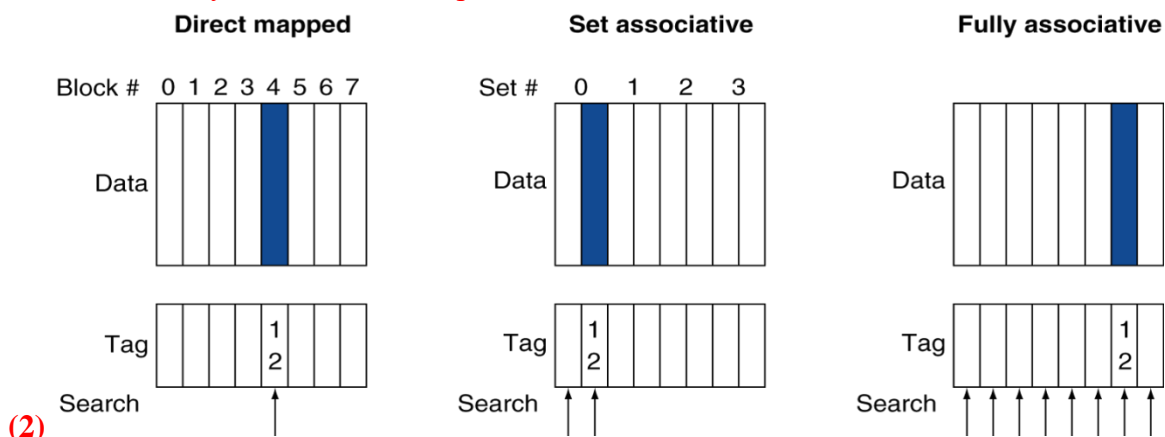 Direct mapped Set associative Fully associative
Block # 0 1 2 3 4 5 6 7 Set # 0 1 2 3
Data Data Data
1 1 1
Tag Tag Tag
2 2 2
Search Search Search
(2)